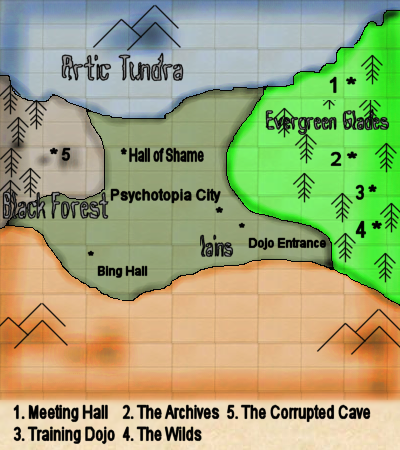 Artic Tundra
1 *
Evergreen Glades
* 5
* Hall of Shame
2 *
Psychotopia City
3 *
Black Forest
4 *
lains
Dojo Entrance
Bing Hall
1. Meeting Hall 2. The Archives 5. The Corrupted Cave
3. Training Dojo 4. The Wilds